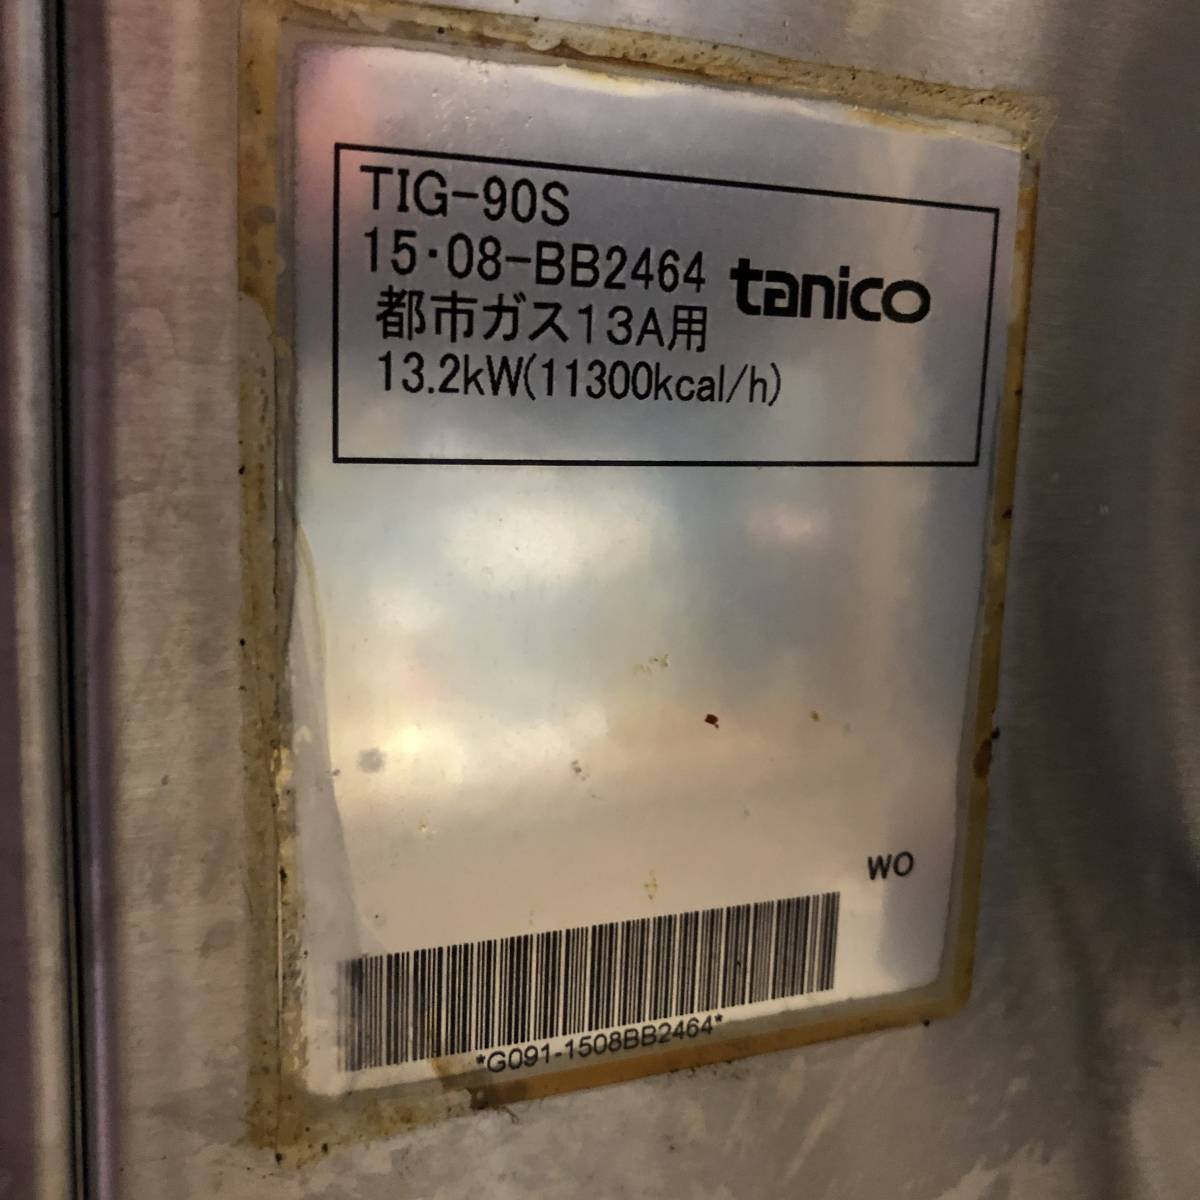 TIG-90S
15・08-BB2464 tanico
都市ガス13A用
13.2kW(11300kcal/h)
WO
*G091-1508BB2464*